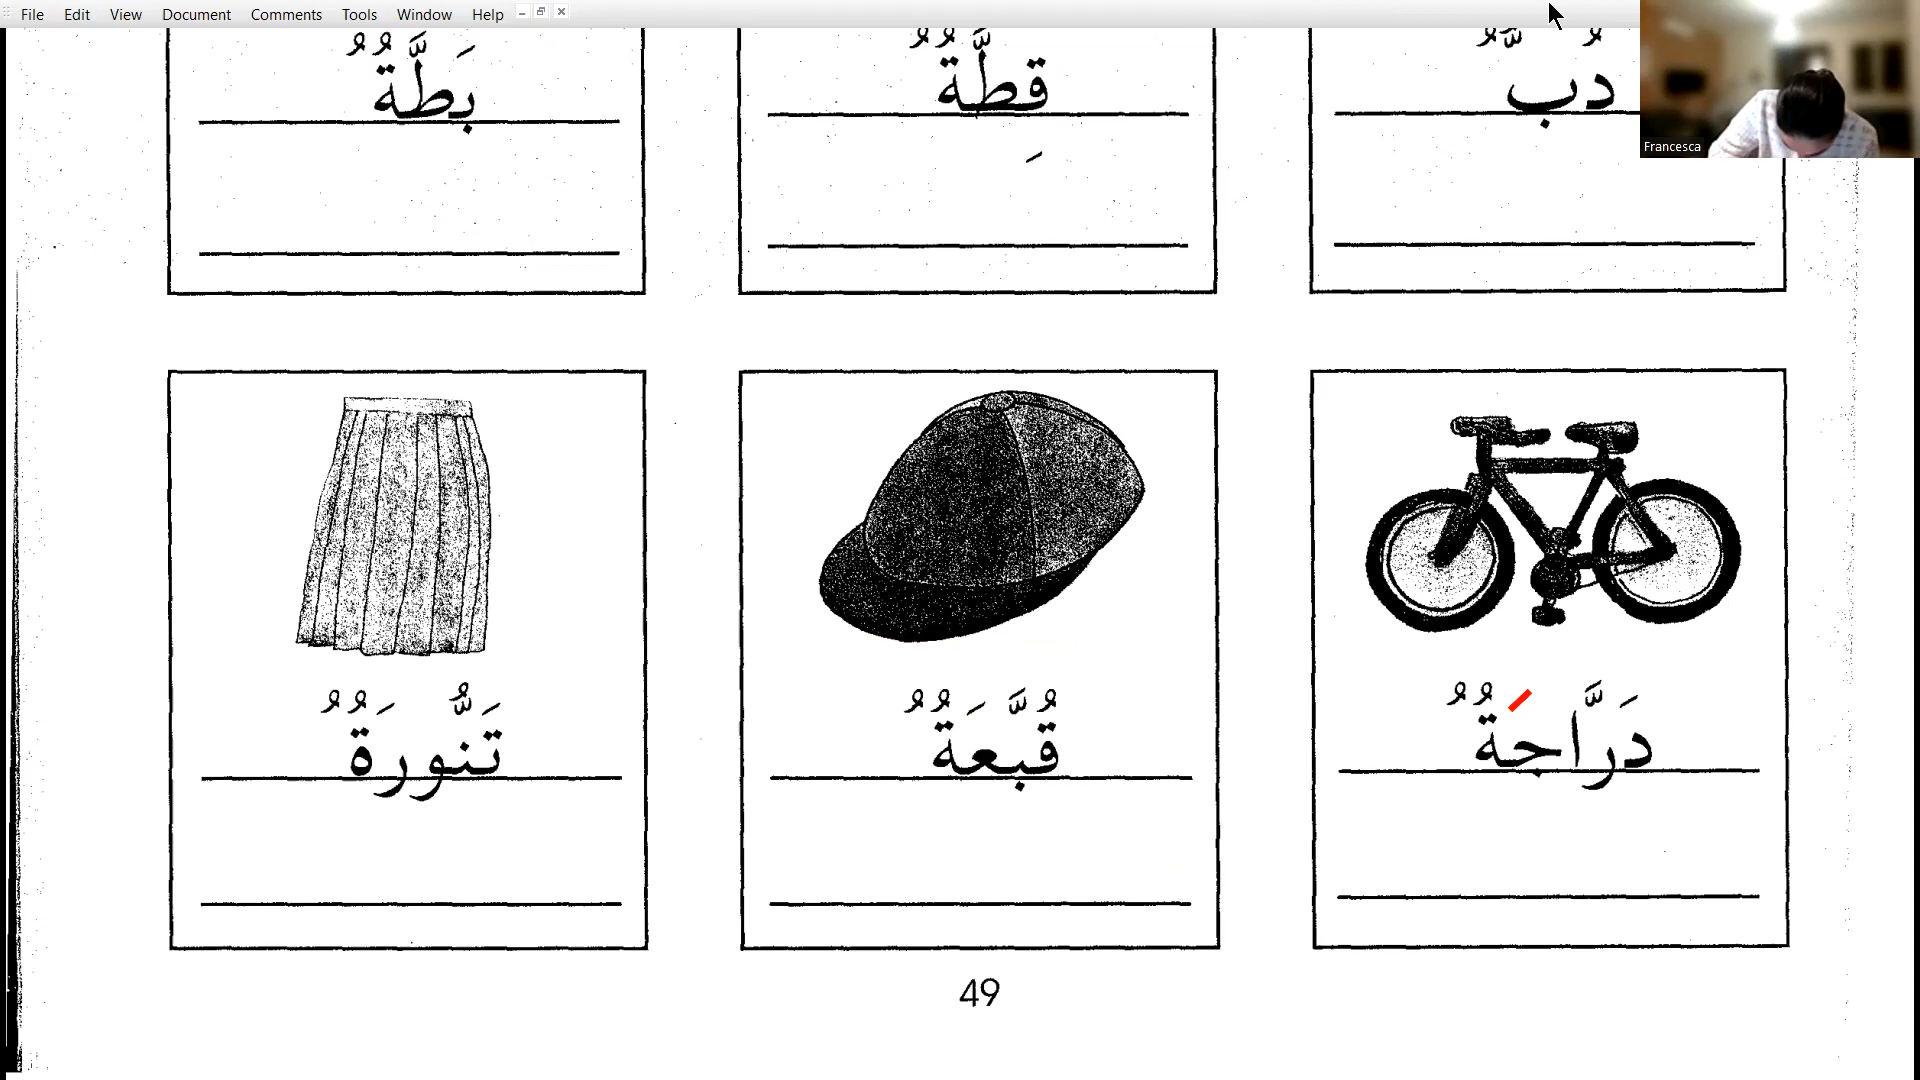 File Edit View Document Comments Tools Window Help
Francesca
دُبٌّ
قِطَّةٌ
بَطَّةٌ
دَرَّاجَةٌ
قُبَّعَةٌ
تَنُّورَةٌ
49